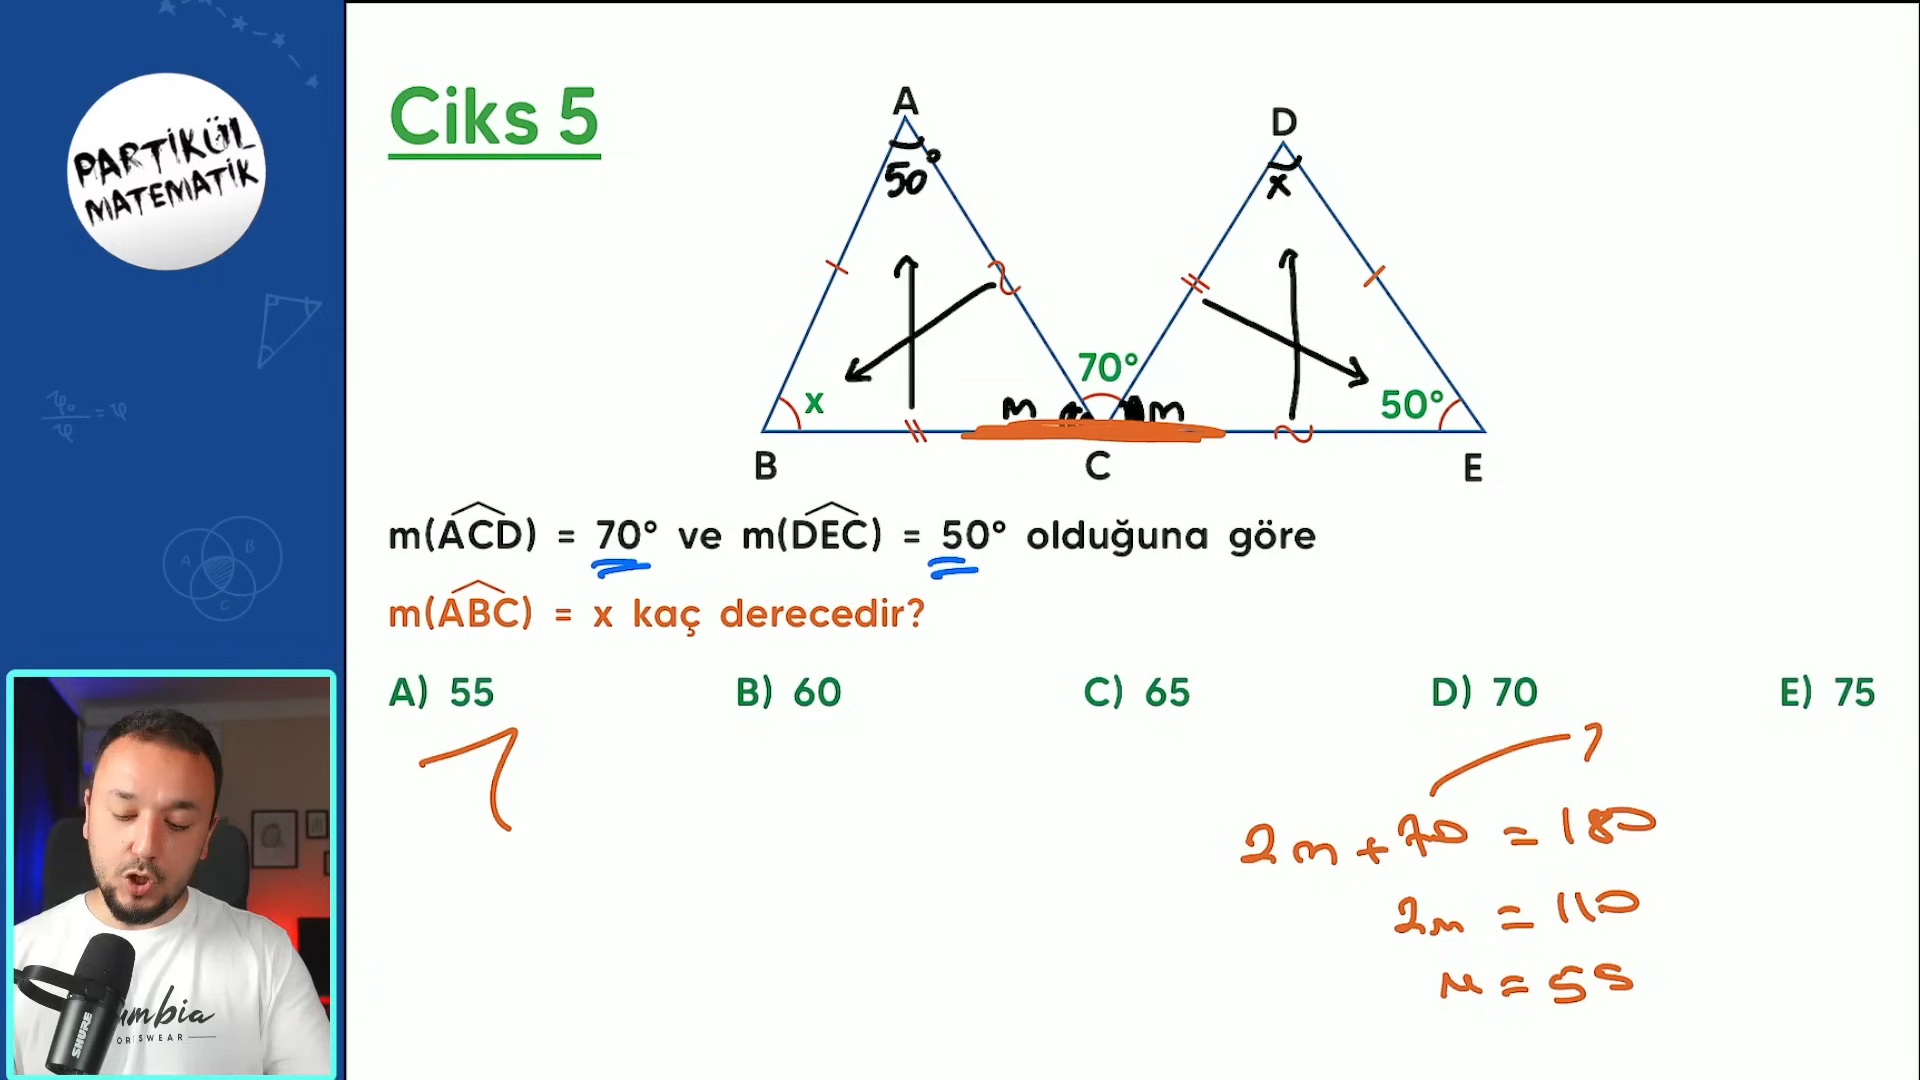 PARTİKÜL
MATEMATİK
Ciks 5
A
50°
D
x
x
m
70°
m
50°
B
C
E
m(ACD) = 70° ve m(DEC) = 50° olduğuna göre
m(ABC) = x kaç derecedir?
A) 55
B) 60
C) 65
D) 70
E) 75
2m + 70 = 180
2m = 110
m = 55
A
B
C
SHURE